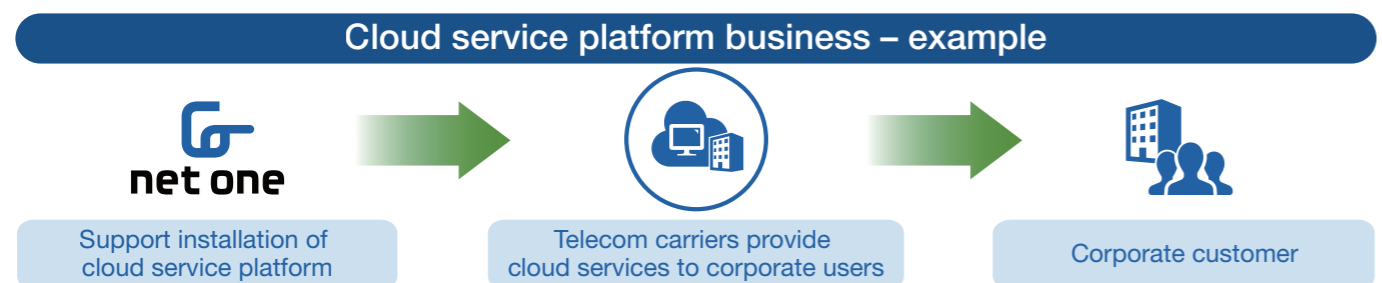 Cloud service platform business – example
net one
Support installation of
cloud service platform
Telecom carriers provide
cloud services to corporate users
Corporate customer